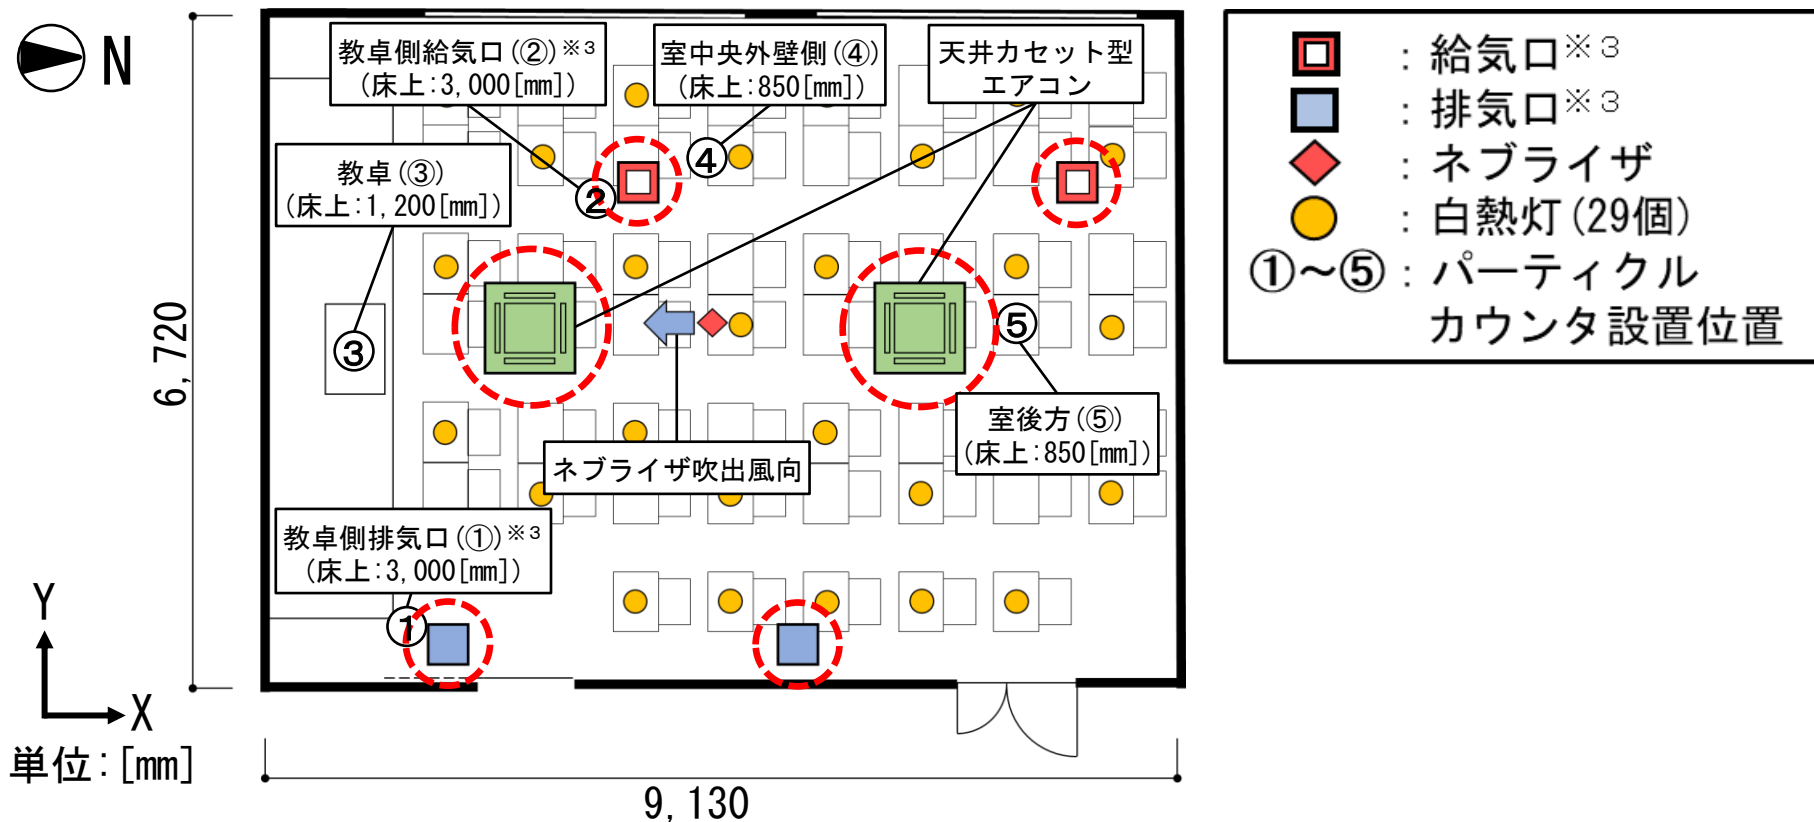 N
教卓側給気口(②)※3
(床上:3,000[mm])
室中央外壁側(④)
(床上:850[mm])
天井カセット型
エアコン
教卓(③)
(床上:1,200[mm])
④
②
③
⑤
6,720
室後方(⑤)
(床上:850[mm])
ネブライザ吹出風向
教卓側排気口(①)※3
(床上:3,000[mm])
①
Y
X
単位:[mm]
9,130
:給気口※3
:排気口※3
:ネブライザ
:白熱灯(29個)
①~⑤:パーティクル
カウンタ設置位置